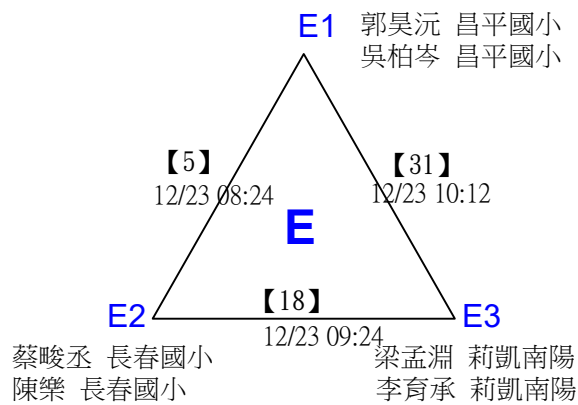 E1
郭昊沅 昌平國小
吳柏岑 昌平國小
【5】
12/23 08:24
【31】
12/23 10:12
E
E2
【18】
12/23 09:24
E3
蔡畯丞 長春國小
陳樂 長春國小
梁孟淵 莉凱南陽
李育承 莉凱南陽